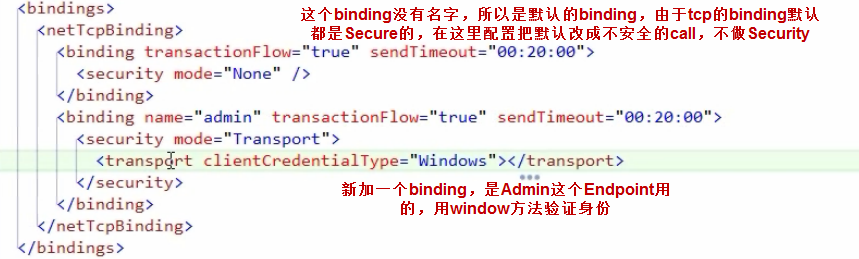 <bindings>
<netTcpBinding>
<binding transactionFlow="true" sendTimeout="00:20:00">
<security mode="None" />
</binding>
<binding name="admin" transactionFlow="true" sendTimeout="00:20:00">
<security mode="Transport">
<transport clientCredentialType="Windows"></transport>
</security>
</binding>
</netTcpBinding>
</bindings>
这个binding没有名字，所以是默认的binding，由于tcp的binding默认
都是Secure的，在这里配置把默认改成不安全的call，不做Security
新加一个binding，是Admin这个Endpoint用
的，用window方法验证身份